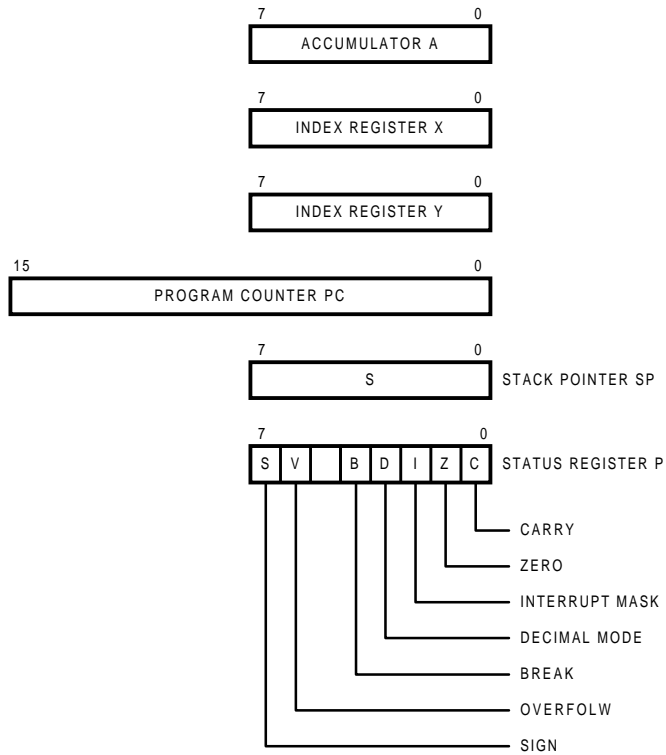 7 0
ACCUMULATOR A
7 0
INDEX REGISTER X
7 0
INDEX REGISTER Y
15 0
PROGRAM COUNTER PC
7 0
S STACK POINTER SP
7 0
S V B D I Z C STATUS REGISTER P
CARRY
ZERO
INTERRUPT MASK
DECIMAL MODE
BREAK
OVERFOLW
SIGN